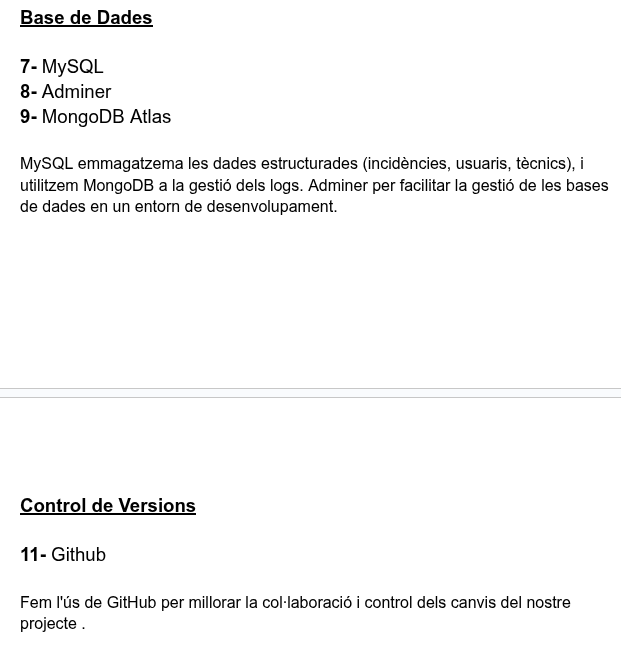 Base de Dades
7- MySQL
8- Adminer
9- MongoDB Atlas
MySQL emmagatzema les dades estructurades (incidències, usuaris, tècnics), i
utilitzem MongoDB a la gestió dels logs. Adminer per facilitar la gestió de les bases
de dades en un entorn de desenvolupament.
Control de Versions
11- Github
Fem l'ús de GitHub per millorar la col·laboració i control dels canvis del nostre
projecte .